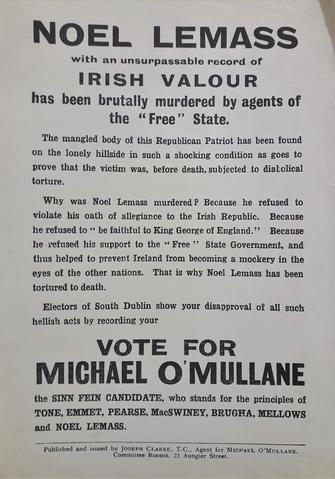 NOEL LEMASS
with an unsurpassable record of
IRISH VALOUR
has been brutally murdered by agents of
the "Free" State.
The mangled body of this Republican Patriot has been found
on the lonely hillside in such a shocking condition as goes to
prove that the victim was, before death, subjected to diatolical
torture.
Why was Noel Lemass murdered? Because he refused to
violate his oath of allegiance to the Irish Republic. Because
he refused to " be faithful to King George of England." Because
he refused his support to the " Free " State Government, and
thus helped to prevent Ireland from becoming a mockery in the
eyes of the other nations. That is why Noel Lemass has been
tortured to death.
Electors of South Dublin show your disapproval of all such
hellish acts by recording your
VOTE FOR
MICHAEL O'MULLANE
the SINN FEIN CANDIDATE, who stands for the principles of
TONE, EMMET, PEARSE, MacSWINEY, BRUGHA, MELLOWS
and NOEL LEMASS.
Published and issued by JOSEPH CLARKE, T.C., Agent for MICHAEL O'MULLANE.
Committee Rooms, 25 Aungier Street.